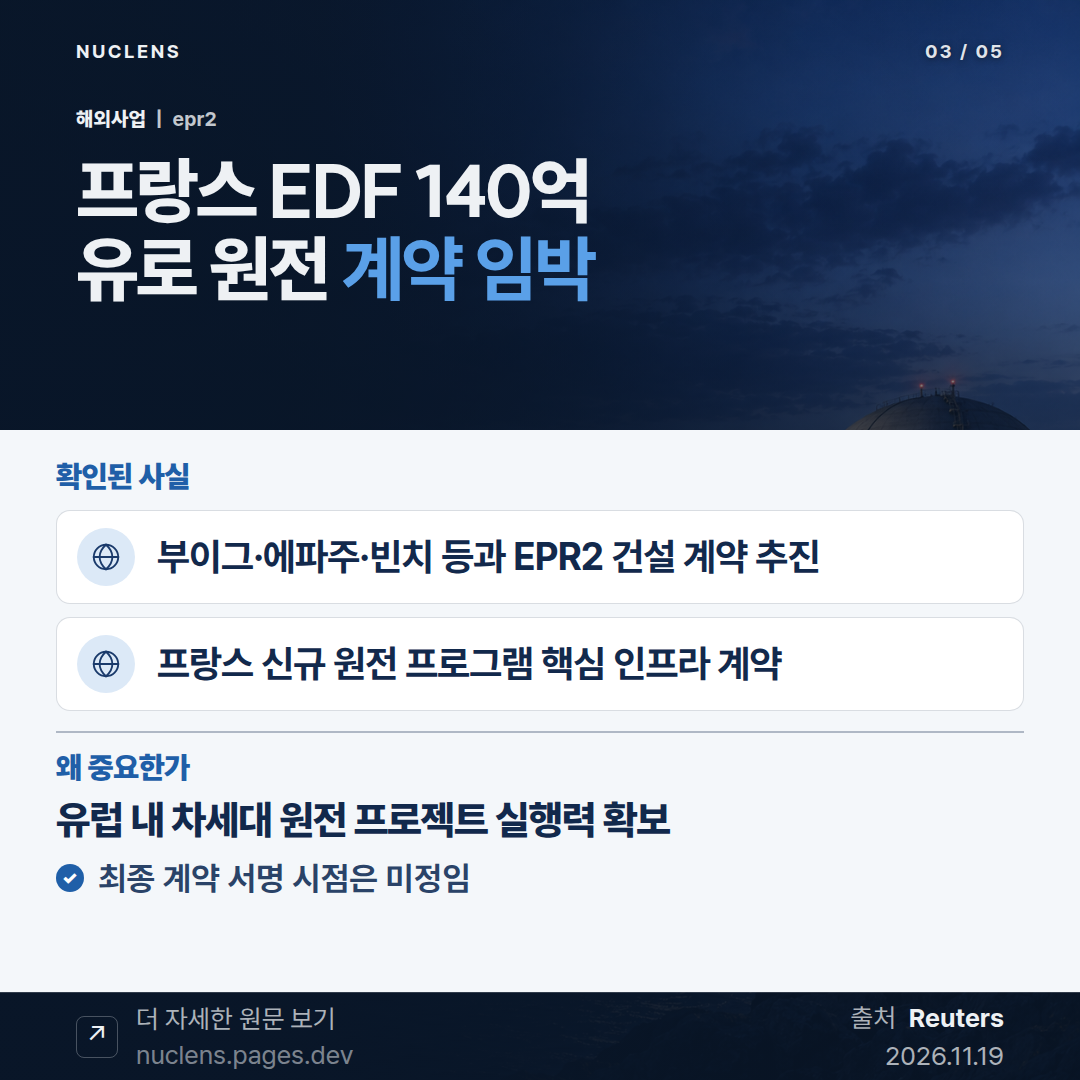 NUCLENS
03 / 05
해외사업 | epr2
프랑스 EDF 140억
유로 원전 계약 임박
확인된 사실
부이그·에파주·빈치 등과 EPR2 건설 계약 추진
프랑스 신규 원전 프로그램 핵심 인프라 계약
왜 중요한가
유럽 내 차세대 원전 프로젝트 실행력 확보
최종 계약 서명 시점은 미정임
더 자세한 원문 보기
nuclens.pages.dev
출처 Reuters
2026.11.19